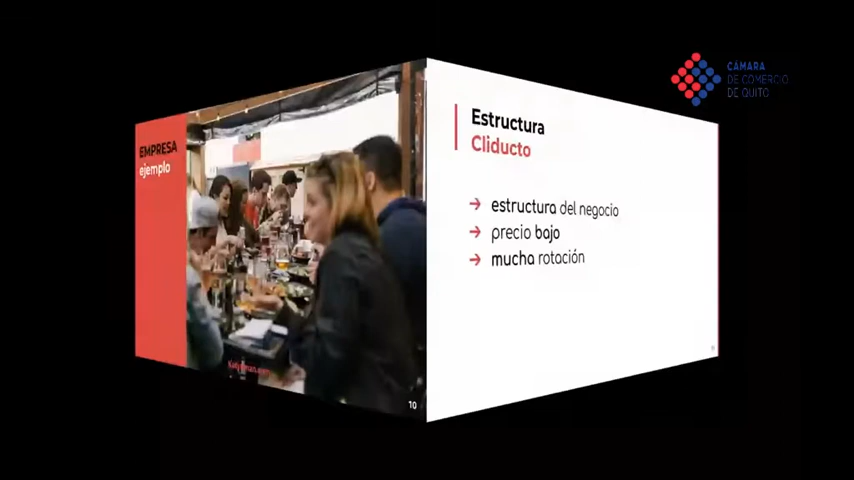 EMPRESA
ejemplo
10
Estructura
Cliducto
→ estructura del negocio
→ precio bajo
→ mucha rotación
CÁMARA
DE COMERCIO
DE QUITO